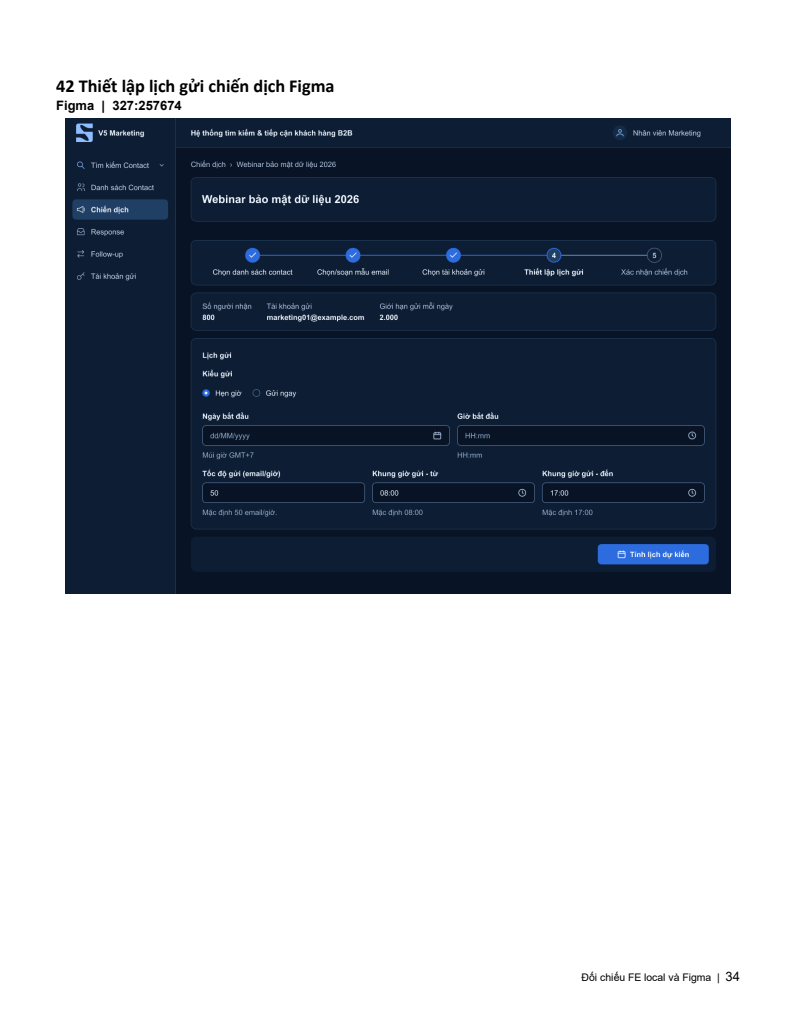 42 Thiết lập lịch gửi chiến dịch Figma
Figma | 327:257674
V5 Marketing
Hệ thống tìm kiếm & tiếp cận khách hàng B2B
Nhân viên Marketing
Tìm kiếm Contact
Danh sách Contact
Chiến dịch
Response
Follow-up
Tài khoản gửi
Chiến dịch › Webinar bảo mật dữ liệu 2026
Webinar bảo mật dữ liệu 2026
4 5
Chọn danh sách contact Chọn/soạn mẫu email Chọn tài khoản gửi Thiết lập lịch gửi Xác nhận chiến dịch
Số người nhận Tài khoản gửi Giới hạn gửi mỗi ngày
800 marketing01@example.com 2.000
Lịch gửi
Kiểu gửi
Hẹn giờ Gửi ngay
Ngày bắt đầu Giờ bắt đầu
dd/MM/yyyy HH:mm
Múi giờ GMT+7 HH:mm
Tốc độ gửi (email/giờ) Khung giờ gửi - từ Khung giờ gửi - đến
50 08:00 17:00
Mặc định 50 email/giờ. Mặc định 08:00 Mặc định 17:00
Tính lịch dự kiến
Đối chiếu FE local và Figma | 34